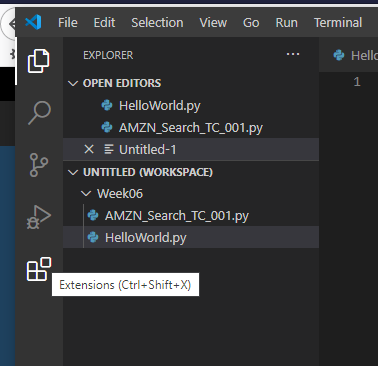 File Edit Selection View Go Run Terminal
EXPLORER
OPEN EDITORS
HelloWorld.py
AMZN_Search_TC_001.py
Untitled-1
UNTITLED (WORKSPACE)
Week06
AMZN_Search_TC_001.py
HelloWorld.py
Extensions (Ctrl+Shift+X)
Hello
1